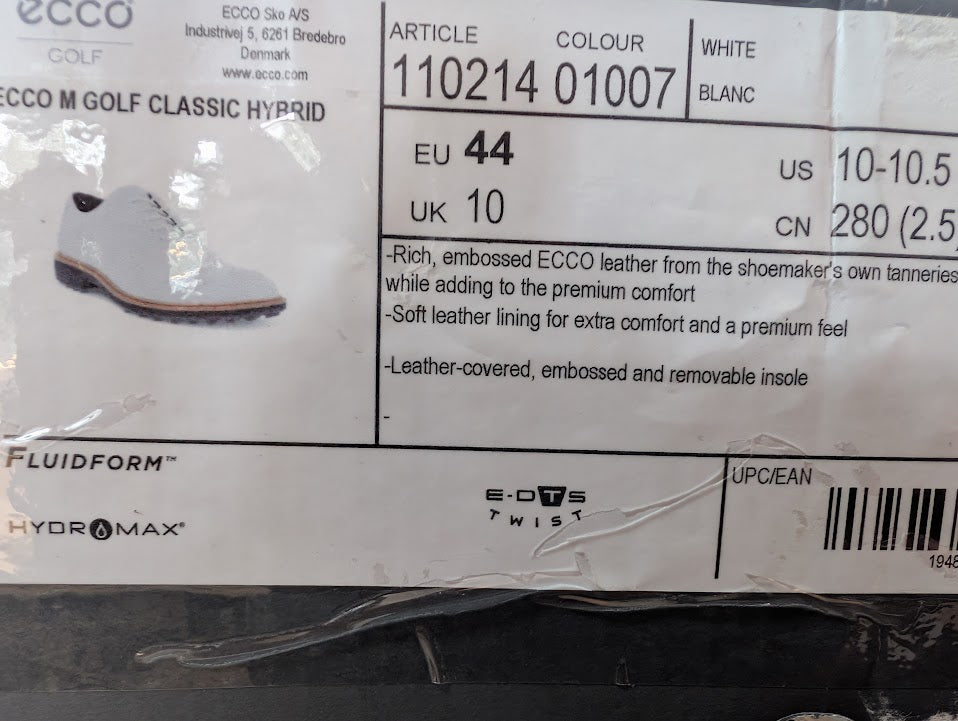 ecco
GOLF
ECCO Sko A/S
Industrivej 5, 6261 Bredebro
Denmark
www.ecco.com
ECCO M GOLF CLASSIC HYBRID
ARTICLE COLOUR
110214 01007
WHITE
BLANC
EU 44
US 10-10.5
UK 10
CN 280 (2.5
-Rich, embossed ECCO leather from the shoemaker's own tanneries
while adding to the premium comfort
-Soft leather lining for extra comfort and a premium feel
-Leather-covered, embossed and removable insole
-
FLUIDFORM™
HYDROMAX®
E-DTS
TWIST
UPC/EAN
1948